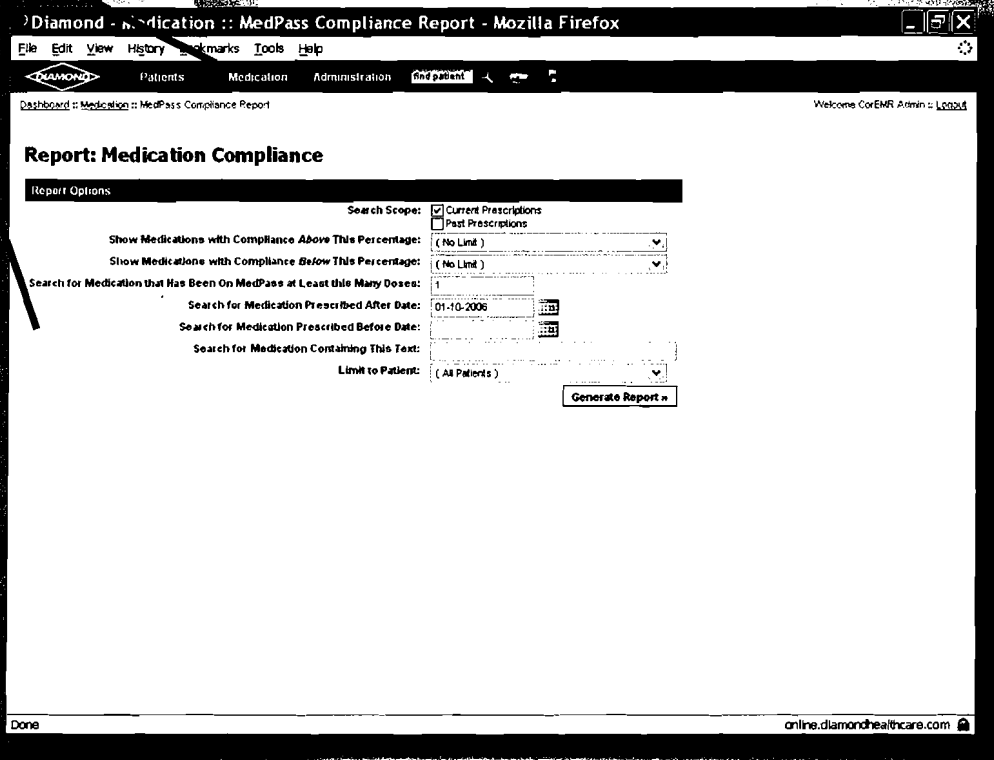 Diamond - Medication :: MedPass Compliance Report - Mozilla Firefox
File Edit View History Bookmarks Tools Help
DIAMOND Patients Medication Administration find patient
Dashboard :: Medication :: MedPass Compliance Report Welcome CorEMR Admin :: Logout
Report: Medication Compliance
Report Options
Search Scope: Current Prescriptions
Past Prescriptions
Show Medications with Compliance Above This Percentage: ( No Limit )
Show Medications with Compliance Below This Percentage: ( No Limit )
Search for Medication that Has Been On MedPass at Least this Many Doses: 1
Search for Medication Prescribed After Date: 01-10-2006
Search for Medication Prescribed Before Date:
Search for Medication Containing This Text:
Limit to Patient: ( All Patients )
Generate Report »
Done online.diamondhealthcare.com